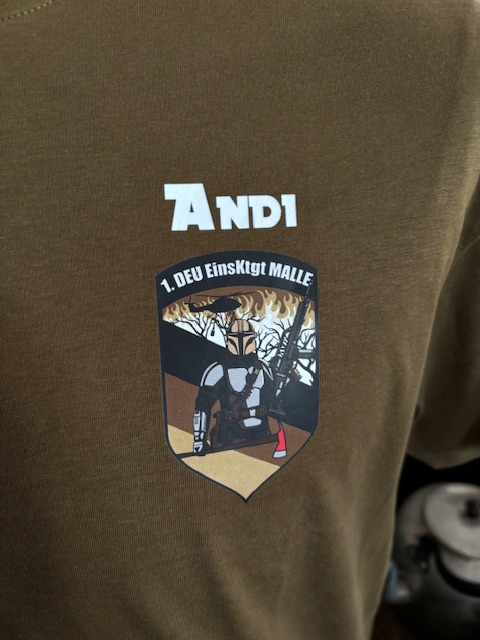 ANDI
1. DEU EinsKtgt MALLE